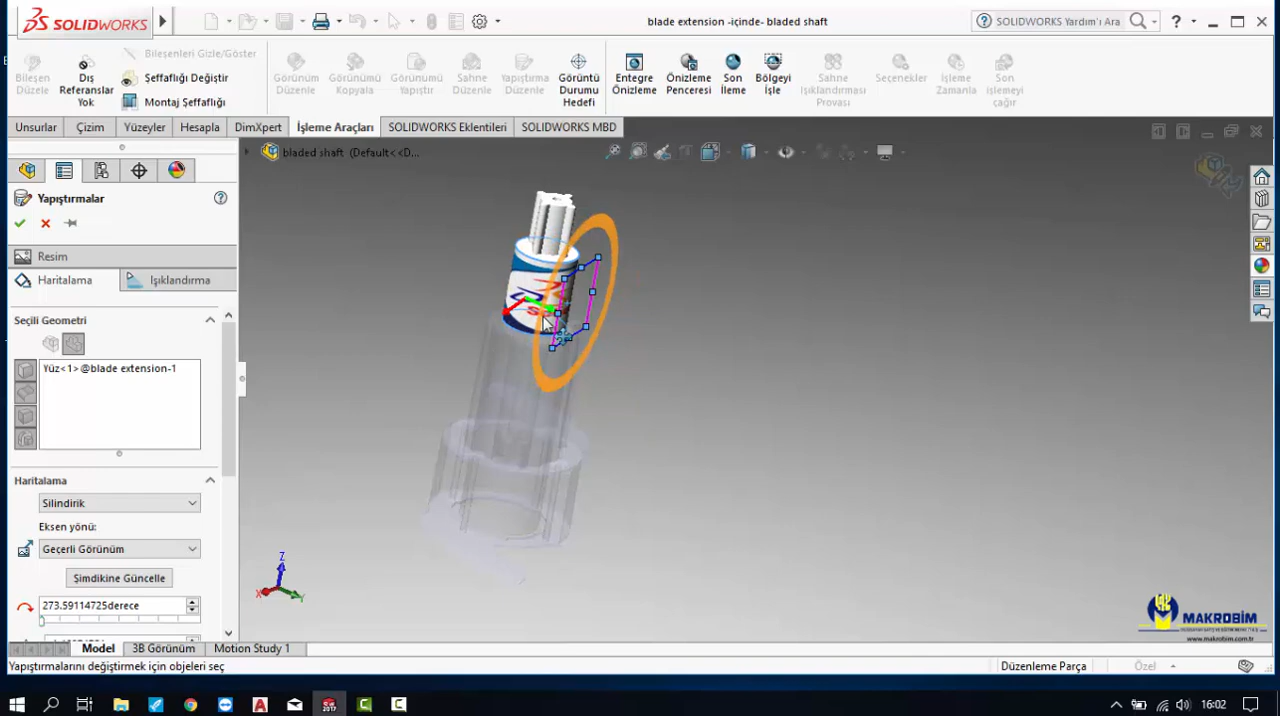 SOLIDWORKS
blade extension -içinde- bladed shaft
SOLIDWORKS Yardım'ı Ara
Bileşen Düzele
Dış Referanslar Yok
Bileşenleri Gizle/Göster
Şeffaflığı Değiştir
Montaj Şeffaflığı
Görünüm Düzenle
Görünümü Kopyala
Görünümü Yapıştır
Sahne Düzenle
Yapıştırma Düzenle
Görüntü Durumu Hedefi
Entegre Önizleme
Önizleme Penceresi
Son İleme
Bölgeyi İşle
Sahne Işıklandırması Provası
Seçenekler
İşleme Zamanla
Son işlemeyi çağır
Unsurlar
Çizim
Yüzeyler
Hesapla
DimXpert
İşleme Araçları
SOLIDWORKS Eklentileri
SOLIDWORKS MBD
bladed shaft (Default<<D...
Yapıştırmalar
Resim
Haritalama
Işıklandırma
Seçili Geometri
Yüz<1>@blade extension-1
Haritalama
Silindirik
Eksen yönü:
Geçerli Görünüm
Şimdikine Güncelle
273.59114725derece
Z
X
Y
MAKROBİM
www.makrobim.com.tr
Model
3B Görünüm
Motion Study 1
Yapıştırmalarını değiştirmek için objeleri seç
Düzenleme Parça
Özel
16:02